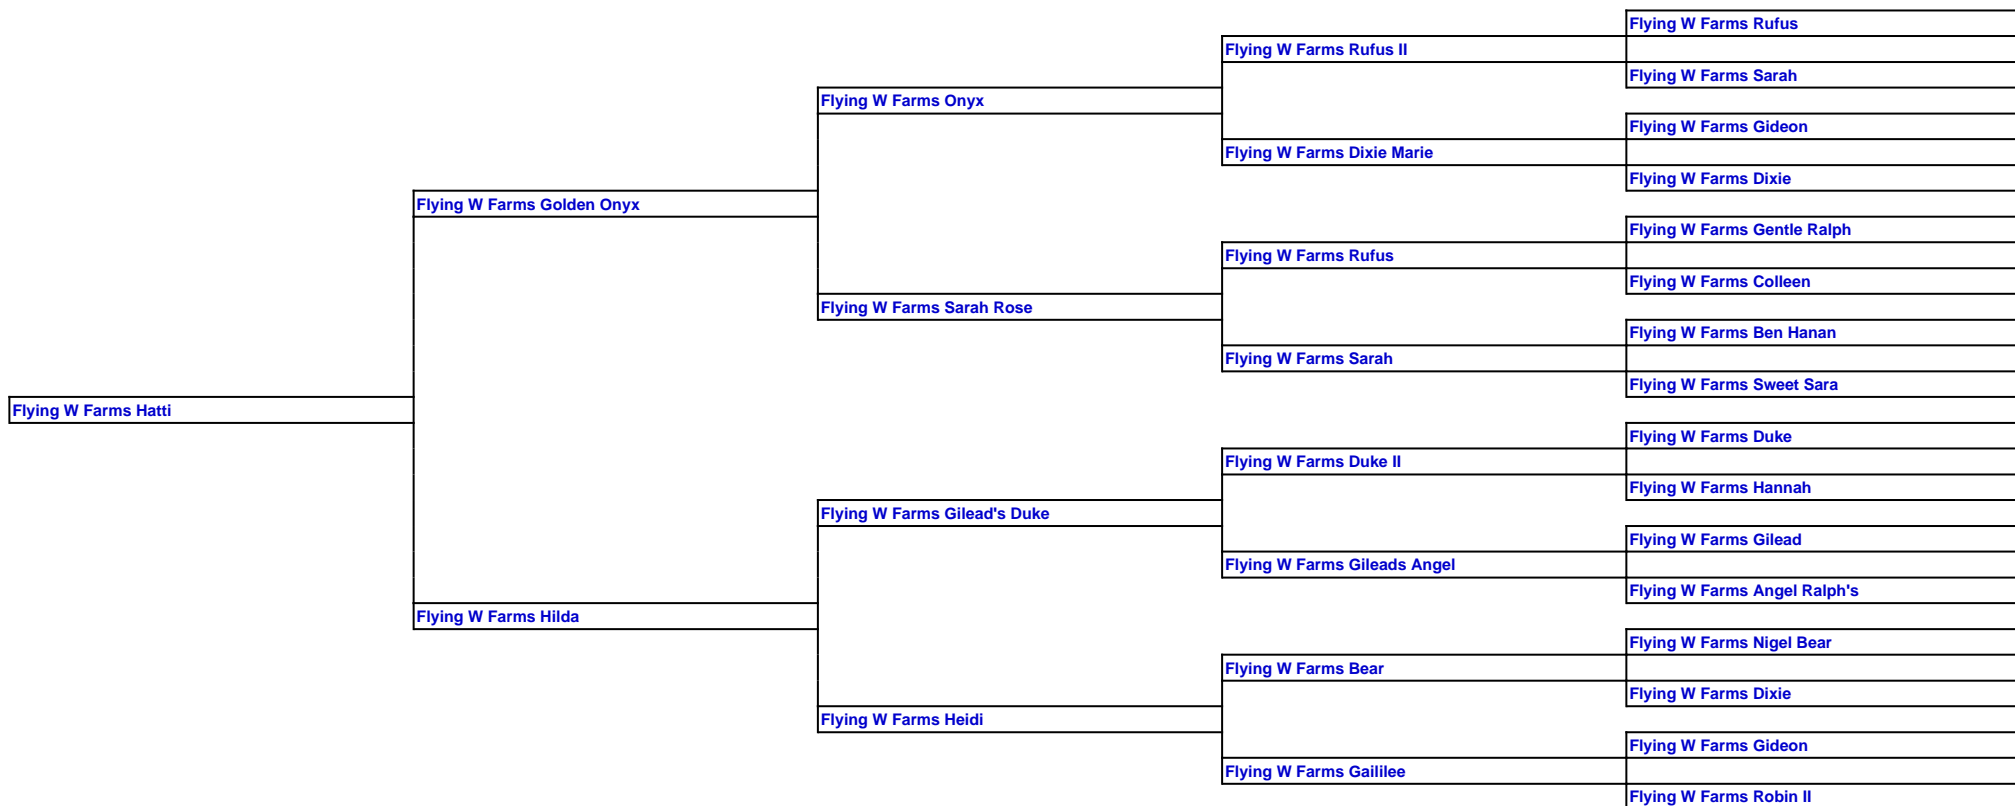 Flying W Farms Rufus
Flying W Farms Rufus II
Flying W Farms Sarah
Flying W Farms Onyx
Flying W Farms Gideon
Flying W Farms Dixie Marie
Flying W Farms Dixie
Flying W Farms Golden Onyx
Flying W Farms Gentle Ralph
Flying W Farms Rufus
Flying W Farms Colleen
Flying W Farms Sarah Rose
Flying W Farms Ben Hanan
Flying W Farms Sarah
Flying W Farms Sweet Sara
Flying W Farms Hatti
Flying W Farms Duke
Flying W Farms Duke II
Flying W Farms Hannah
Flying W Farms Gilead's Duke
Flying W Farms Gilead
Flying W Farms Gileads Angel
Flying W Farms Angel Ralph's
Flying W Farms Hilda
Flying W Farms Nigel Bear
Flying W Farms Bear
Flying W Farms Dixie
Flying W Farms Heidi
Flying W Farms Gideon
Flying W Farms Gaililee
Flying W Farms Robin II